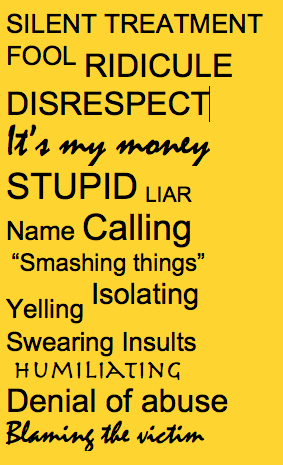 SILENT TREATMENT
FOOL RIDICULE
DISRESPECT
It's my money
STUPID LIAR
Name Calling
“Smashing things”
Yelling Isolating
Swearing Insults
HUMILIATING
Denial of abuse
Blaming the victim